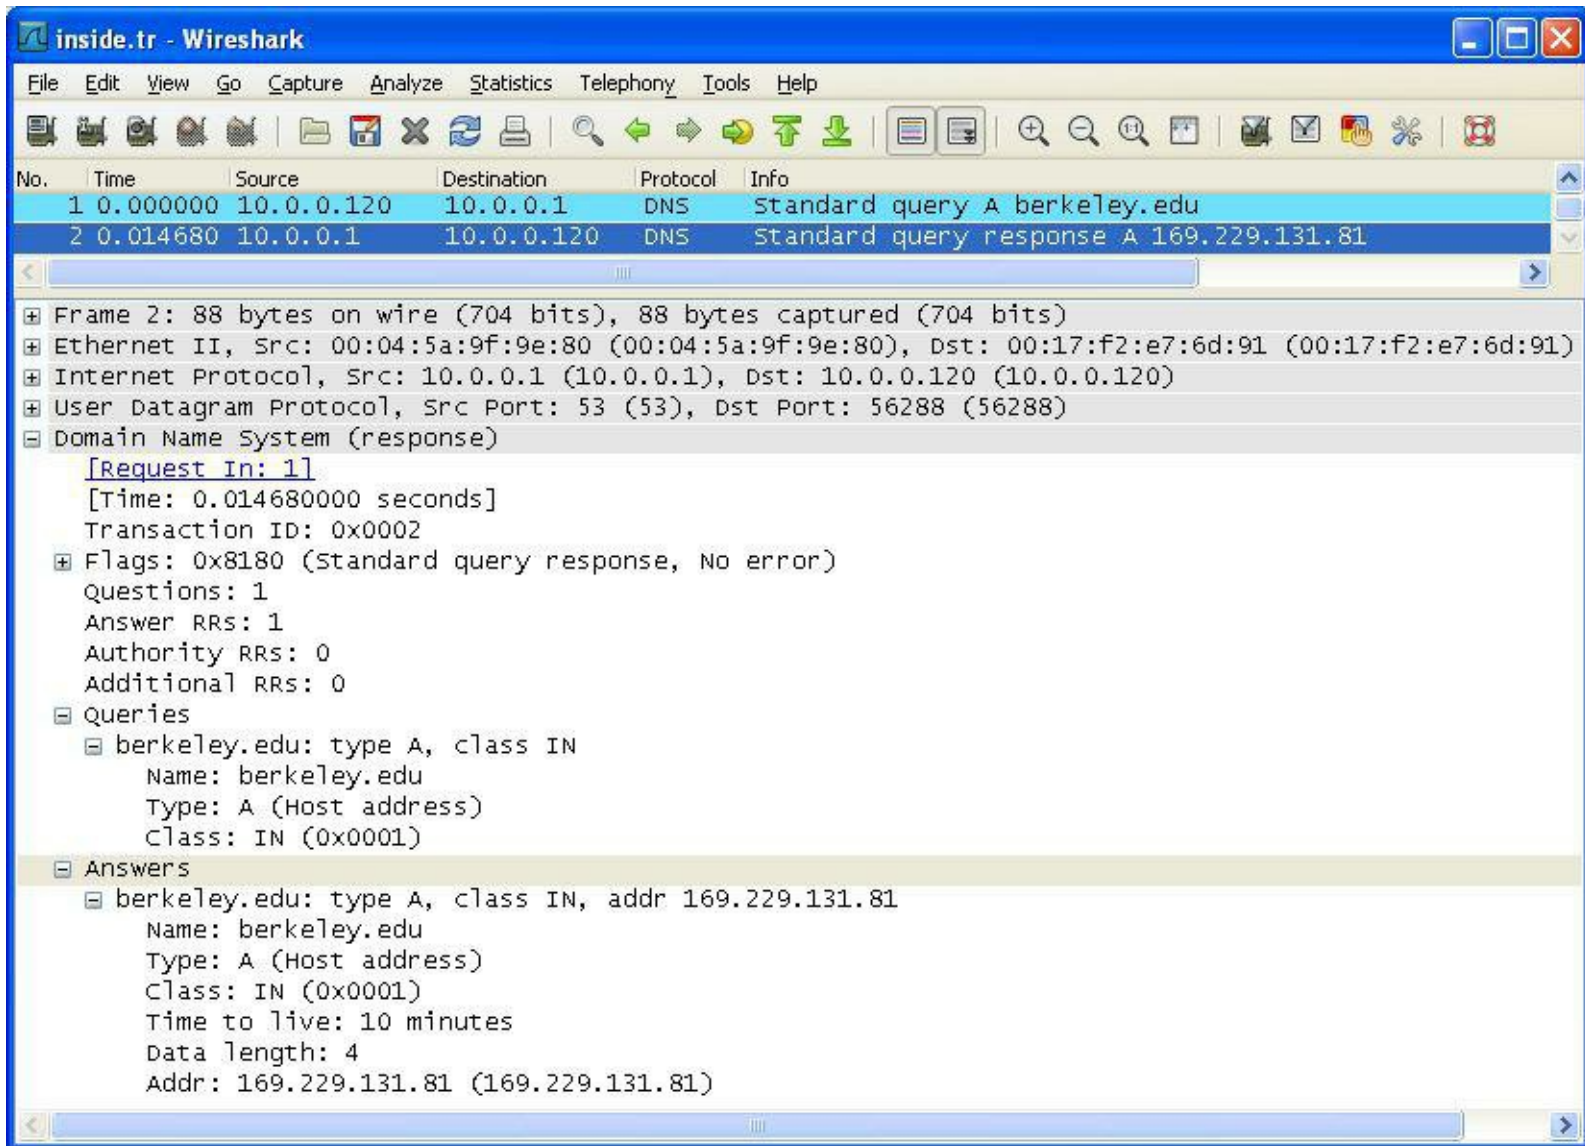 inside.tr - Wireshark
File Edit View Go Capture Analyze Statistics Telephony Tools Help
No. Time Source Destination Protocol Info
1 0.000000 10.0.0.120 10.0.0.1 DNS Standard query A berkeley.edu
2 0.014680 10.0.0.1 10.0.0.120 DNS Standard query response A 169.229.131.81
Frame 2: 88 bytes on wire (704 bits), 88 bytes captured (704 bits)
Ethernet II, Src: 00:04:5a:9f:9e:80 (00:04:5a:9f:9e:80), Dst: 00:17:f2:e7:6d:91 (00:17:f2:e7:6d:91)
Internet Protocol, Src: 10.0.0.1 (10.0.0.1), Dst: 10.0.0.120 (10.0.0.120)
User Datagram Protocol, Src Port: 53 (53), Dst Port: 56288 (56288)
Domain Name System (response)
[Request In: 1]
[Time: 0.014680000 seconds]
Transaction ID: 0x0002
Flags: 0x8180 (Standard query response, No error)
Questions: 1
Answer RRs: 1
Authority RRs: 0
Additional RRs: 0
Queries
berkeley.edu: type A, class IN
Name: berkeley.edu
Type: A (Host address)
Class: IN (0x0001)
Answers
berkeley.edu: type A, class IN, addr 169.229.131.81
Name: berkeley.edu
Type: A (Host address)
Class: IN (0x0001)
Time to live: 10 minutes
Data length: 4
Addr: 169.229.131.81 (169.229.131.81)